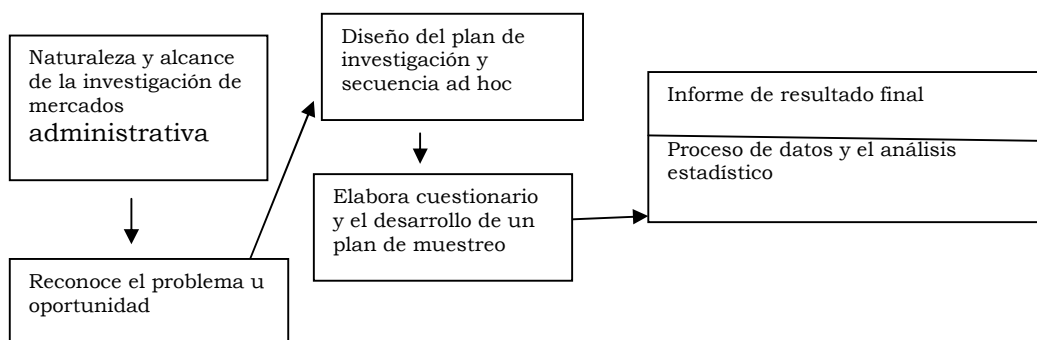 Naturaleza y alcance
de la investigación de
mercados
administrativa
Reconoce el problema u
oportunidad
Diseño del plan de
investigación y
secuencia ad hoc
Elabora cuestionario
y el desarrollo de un
plan de muestreo
Informe de resultado final
Proceso de datos y el análisis
estadístico